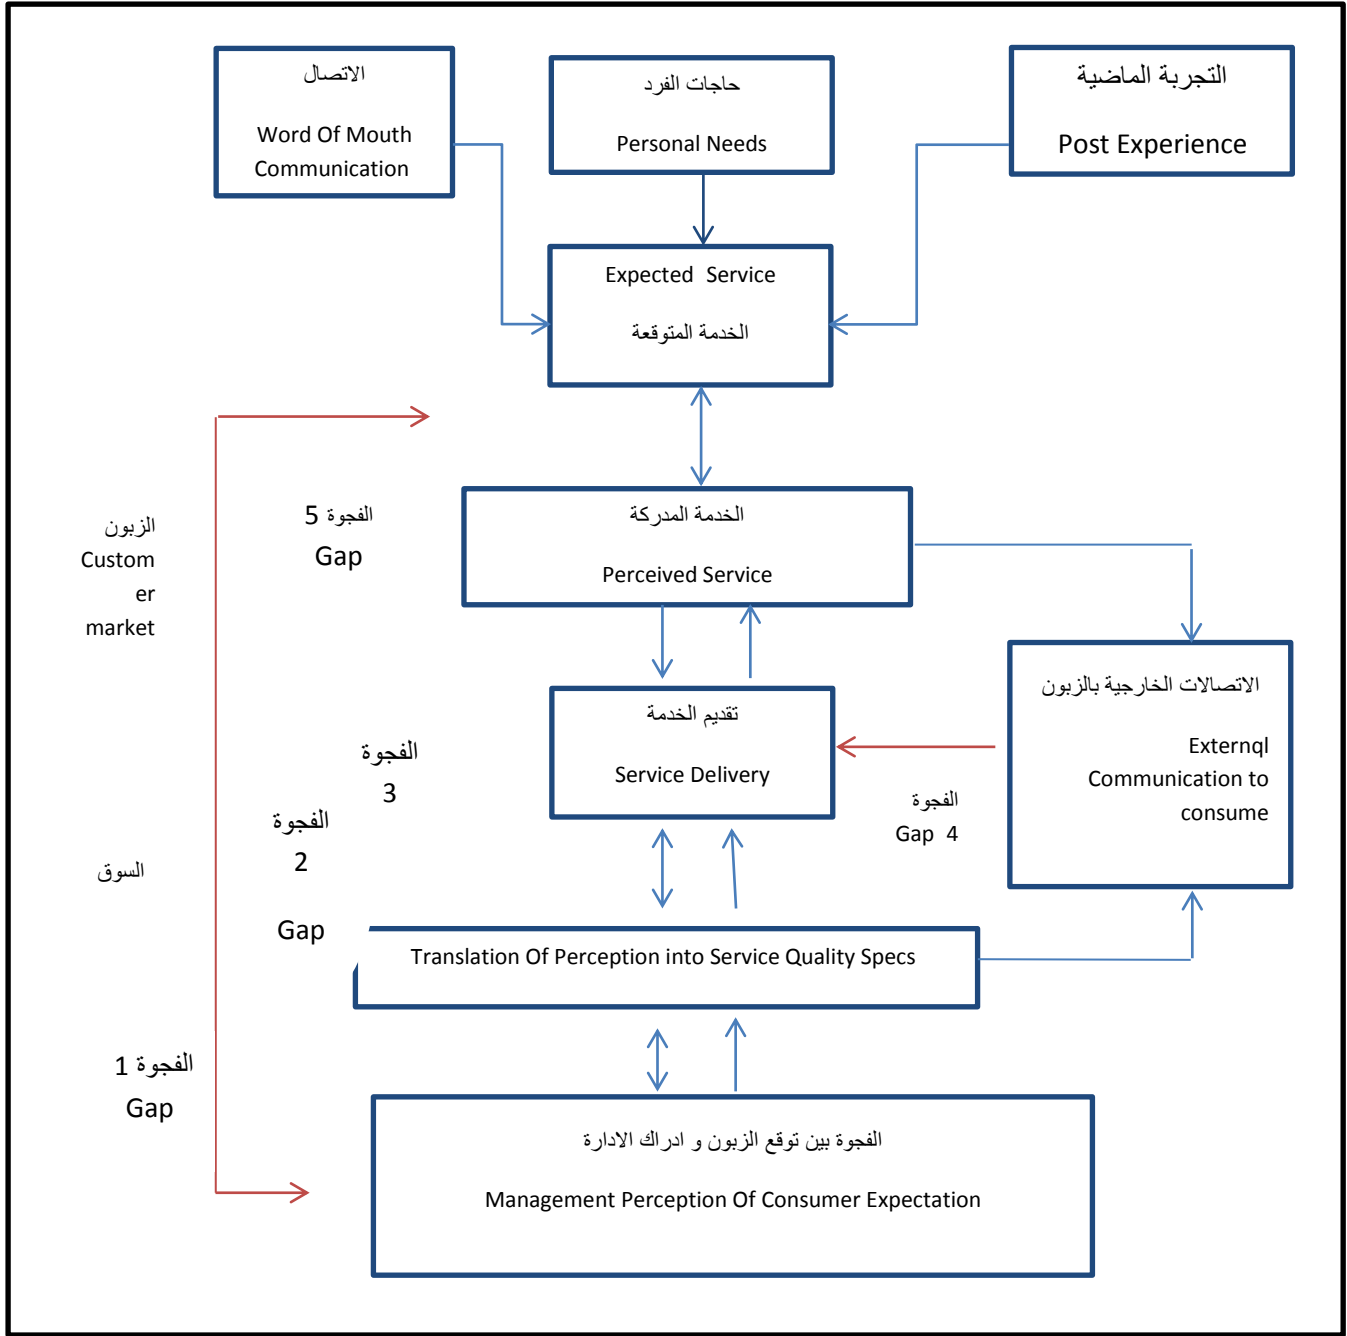 الاتصال
Word Of Mouth
Communication
حاجات الفرد
Personal Needs
التجربة الماضية
Post Experience
Expected Service
الخدمة المتوقعة
الزبون
Custom
er
market
الفجوة 5
Gap
الخدمة المدركة
Perceived Service
الاتصالات الخارجية بالزبون
Externql
Communication to
consume
تقديم الخدمة
Service Delivery
الفجوة
3
الفجوة
Gap 4
الفجوة
2
Gap
السوق
Translation Of Perception into Service Quality Specs
الفجوة 1
Gap
الفجوة بين توقع الزبون و ادراك الادارة
Management Perception Of Consumer Expectation